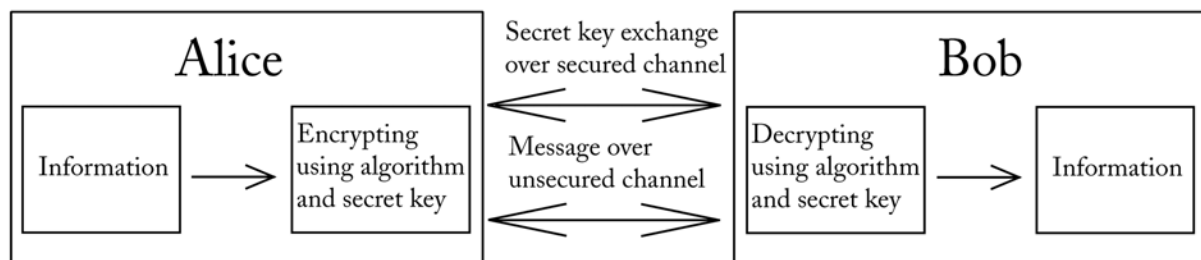 Alice
Information
Encrypting
using algorithm
and secret key
Secret key exchange
over secured channel
Message over
unsecured channel
Bob
Decrypting
using algorithm
and secret key
Information